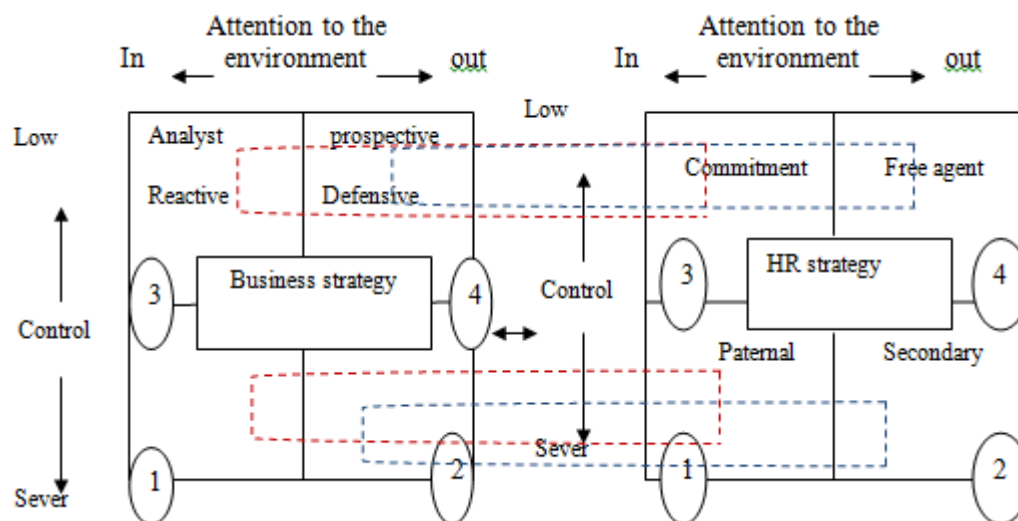 Attention to the
environment
In
out
Attention to the
environment
In
out
Low
Low
Analyst
prospective
Commitment
Free agent
Reactive
Defensive
3
Business strategy
4
Control
Control
3
HR strategy
4
Paternal
Secondary
Sever
1
2
1
2
Sever